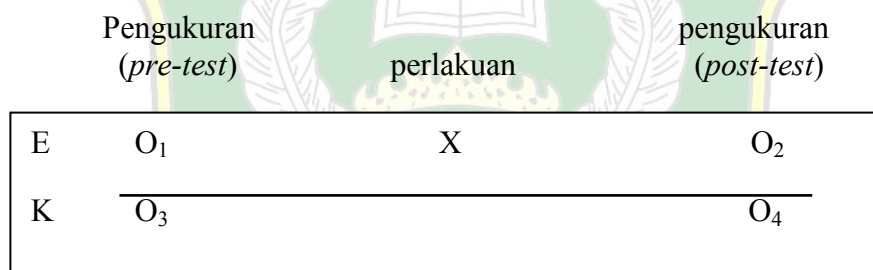 Pengukuran pengukuran
(pre-test) perlakuan (post-test)
E O₁ X O₂
K O₃ O₄